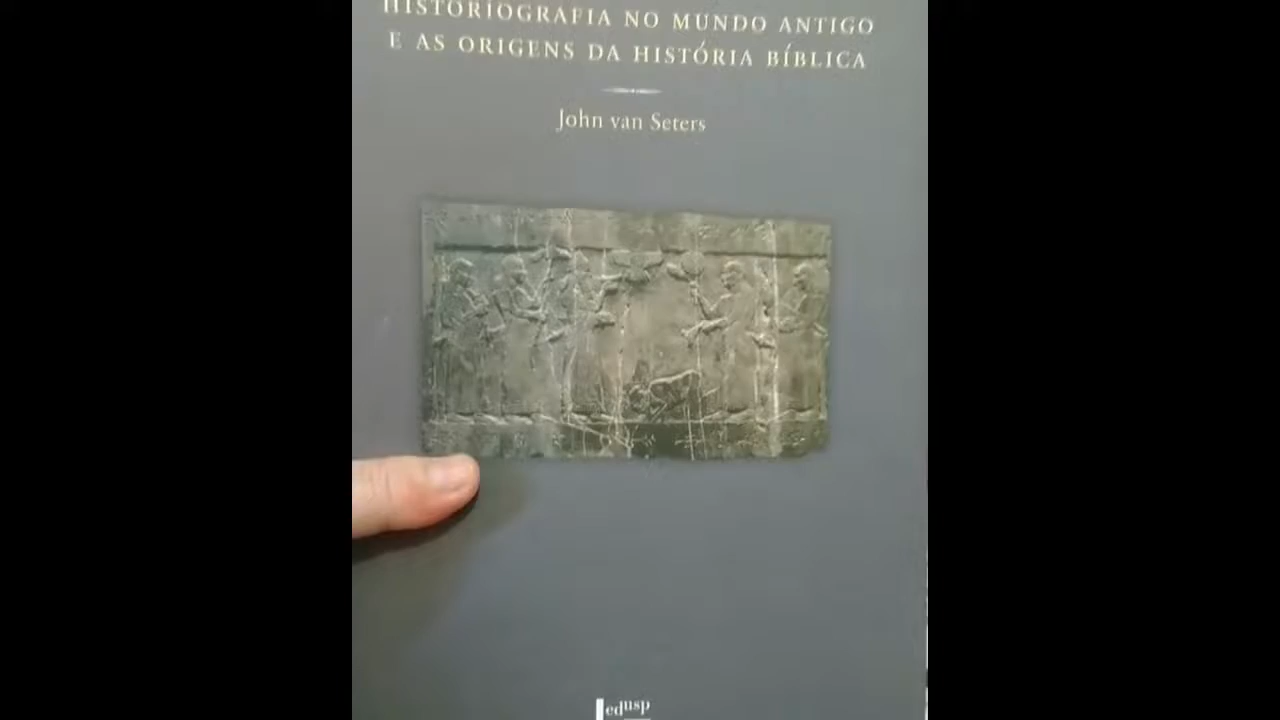 HISTORIOGRAFIA NO MUNDO ANTIGO
E AS ORIGENS DA HISTÓRIA BÍBLICA
John van Seters
edusp